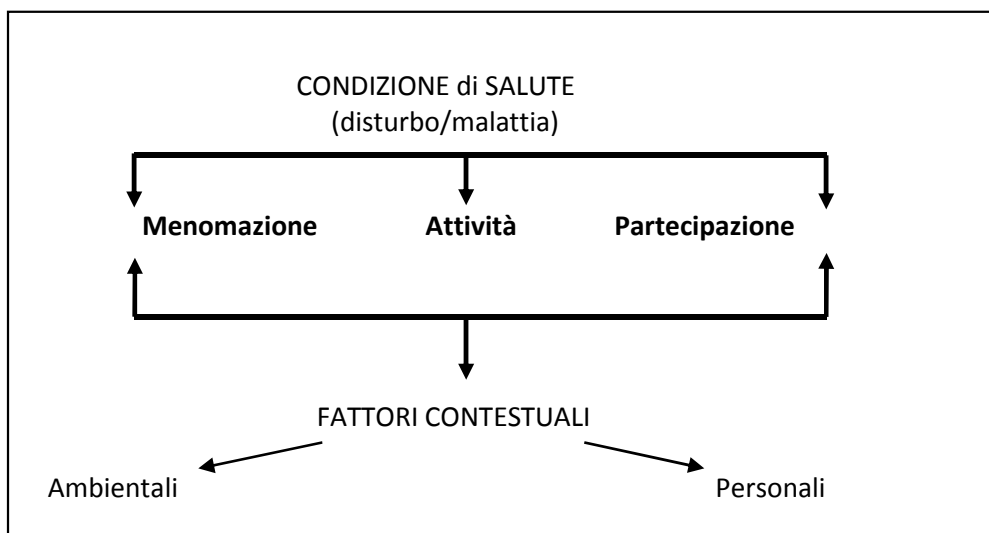 CONDIZIONE di SALUTE
(disturbo/malattia)
Menomazione Attività Partecipazione
FATTORI CONTESTUALI
Ambientali Personali